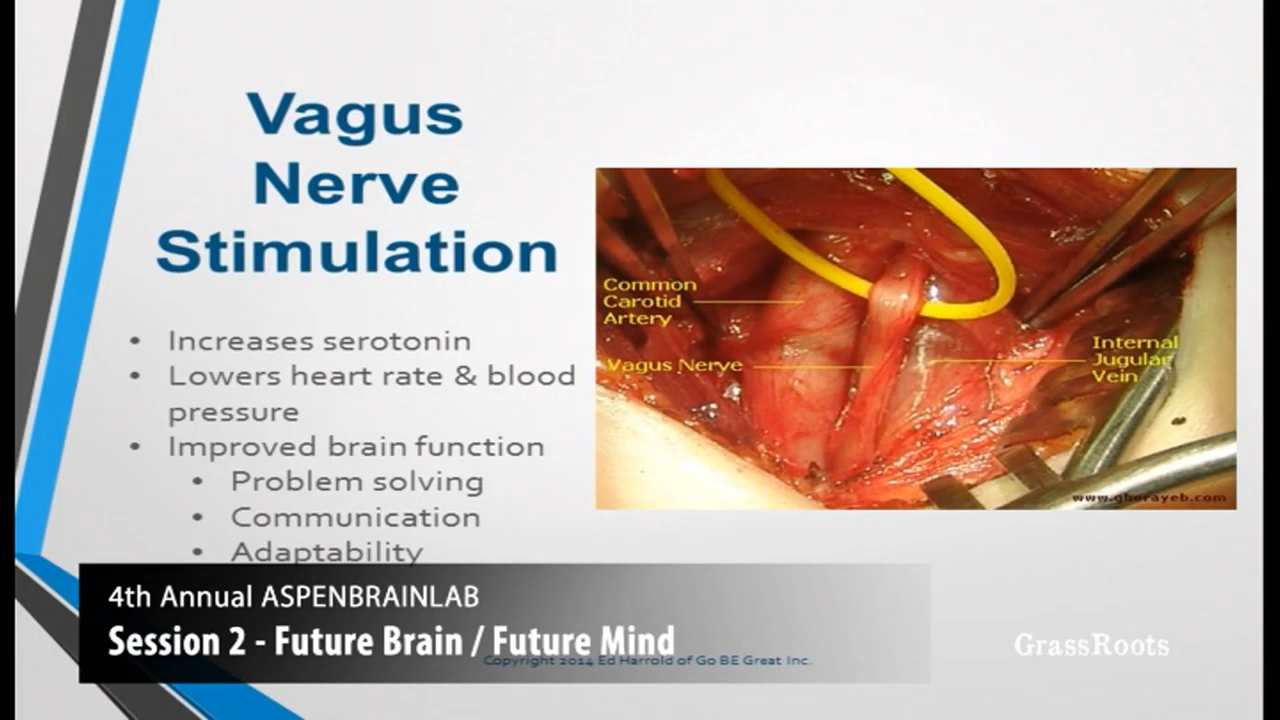 Vagus
Nerve
Stimulation
• Increases serotonin
• Lowers heart rate & blood
pressure
• Improved brain function
• Problem solving
• Communication
• Adaptability
Common
Carotid
Artery
Vagus Nerve
Internal
Jugular
Vein
www.ghorayeb.com
4th Annual ASPENBRAINLAB
Session 2 - Future Brain / Future Mind
Copyright 2014 Ed Harrold of Go BE Great Inc.
GrassRoots